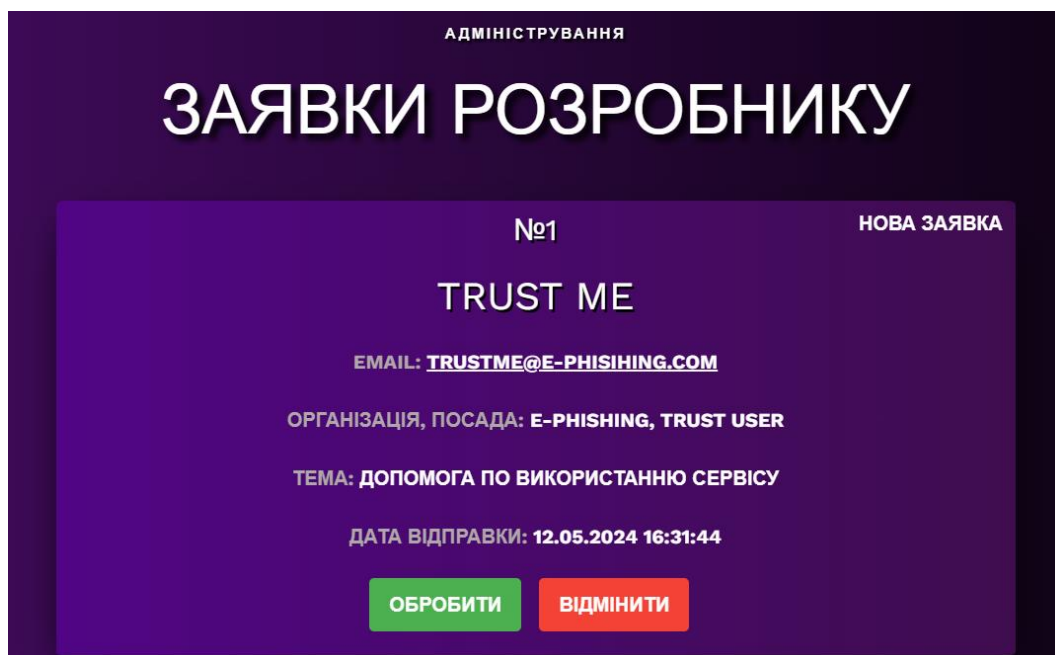 АДМІНІСТРУВАННЯ
ЗАЯВКИ РОЗРОБНИКУ
№1
НОВА ЗАЯВКА
TRUST ME
EMAIL: TRUSTME@E-PHISIHING.COM
ОРГАНІЗАЦІЯ, ПОСАДА: E-PHISHING, TRUST USER
ТЕМА: ДОПОМОГА ПО ВИКОРИСТАННЮ СЕРВІСУ
ДАТА ВІДПРАВКИ: 12.05.2024 16:31:44
ОБРОБИТИ ВІДМІНИТИ